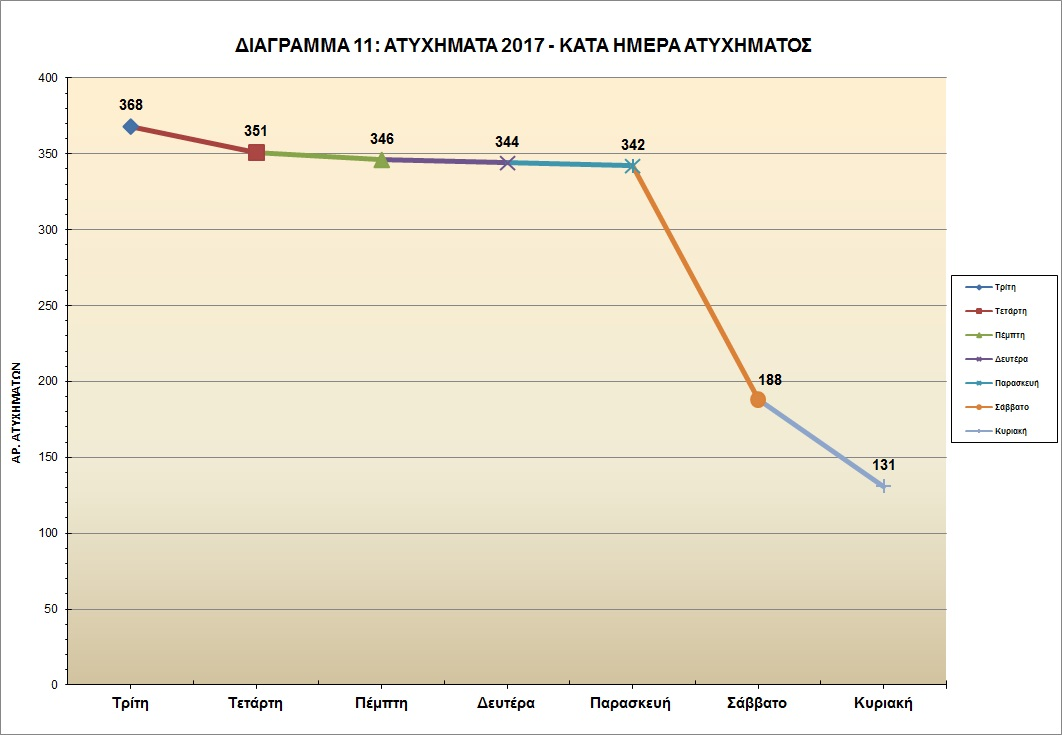 ΔΙΑΓΡΑΜΜΑ 11: ΑΤΥΧΗΜΑΤΑ 2017 - ΚΑΤΑ ΗΜΕΡΑ ΑΤΥΧΗΜΑΤΟΣ
ΑΡ. ΑΤΥΧΗΜΑΤΩΝ
400
350
300
250
200
150
100
50
0
368
351
346
344
342
188
131
Τρίτη
Τετάρτη
Πέμπτη
Δευτέρα
Παρασκευή
Σάββατο
Κυριακή
Τρίτη
Τετάρτη
Πέμπτη
Δευτέρα
Παρασκευή
Σάββατο
Κυριακή